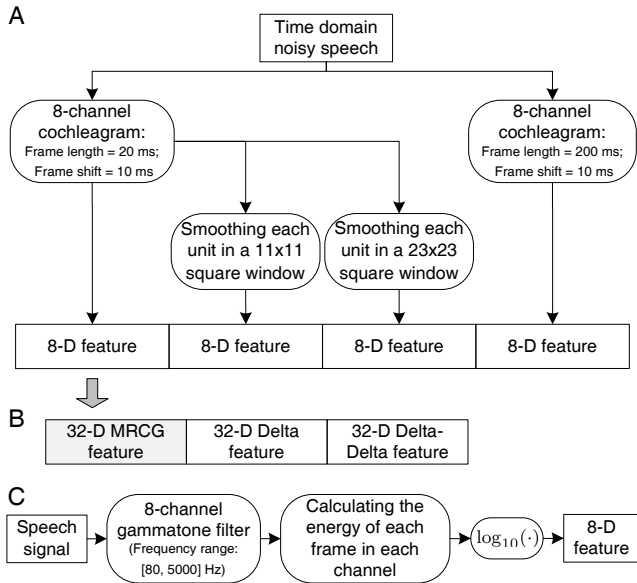 A
Time domain
noisy speech
8-channel
cochleagram:
Frame length = 20 ms;
Frame shift = 10 ms
8-channel
cochleagram:
Frame length = 200 ms;
Frame shift = 10 ms
Smoothing each
unit in a 11x11
square window
Smoothing each
unit in a 23x23
square window
8-D feature
8-D feature
8-D feature
8-D feature
B
32-D MRCG
feature
32-D Delta
feature
32-D Delta-
Delta feature
C
Speech
signal
8-channel
gammatone filter
(Frequency range:
[80, 5000] Hz)
Calculating the
energy of each
frame in each
channel
log₁₀(·)
8-D
feature